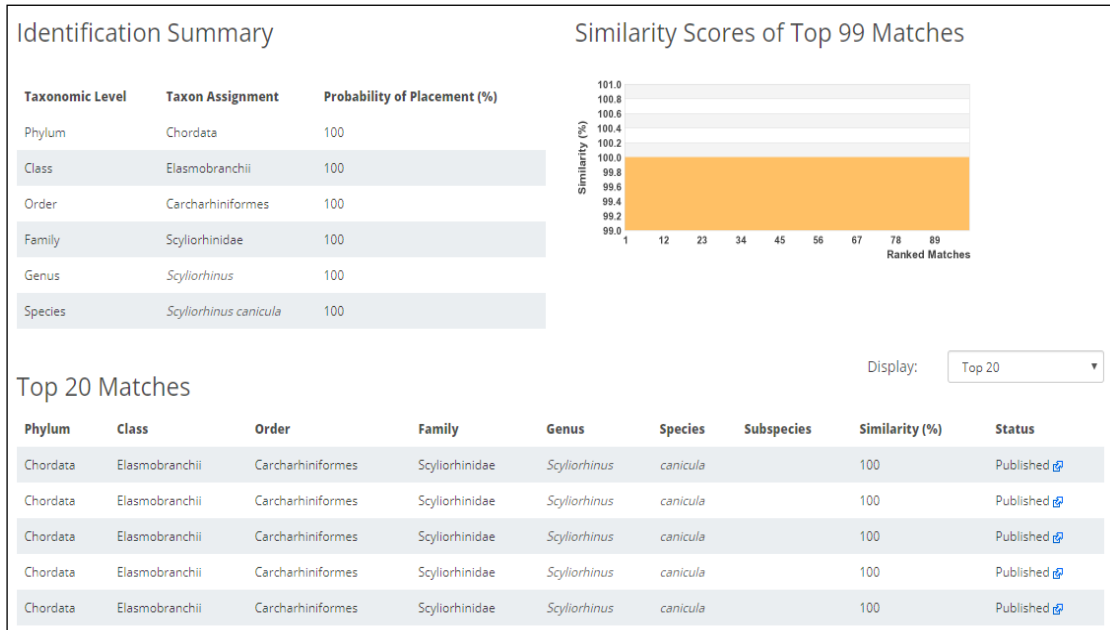 Identification Summary
Taxonomic Level Taxon Assignment Probability of Placement (%)
Phylum Chordata 100
Class Elasmobranchii 100
Order Carcharhiniformes 100
Family Scyliorhinidae 100
Genus Scyliorhinus 100
Species Scyliorhinus canicula 100
Similarity Scores of Top 99 Matches
101.0
100.8
100.6
100.4
100.2
100.0
99.8
99.6
99.4
99.2
99.0
Similarity (%)
1 12 23 34 45 56 67 78 89
Ranked Matches
Display: Top 20
Top 20 Matches
Phylum Class Order Family Genus Species Subspecies Similarity (%) Status
Chordata Elasmobranchii Carcharhiniformes Scyliorhinidae Scyliorhinus canicula 100 Published
Chordata Elasmobranchii Carcharhiniformes Scyliorhinidae Scyliorhinus canicula 100 Published
Chordata Elasmobranchii Carcharhiniformes Scyliorhinidae Scyliorhinus canicula 100 Published
Chordata Elasmobranchii Carcharhiniformes Scyliorhinidae Scyliorhinus canicula 100 Published
Chordata Elasmobranchii Carcharhiniformes Scyliorhinidae Scyliorhinus canicula 100 Published